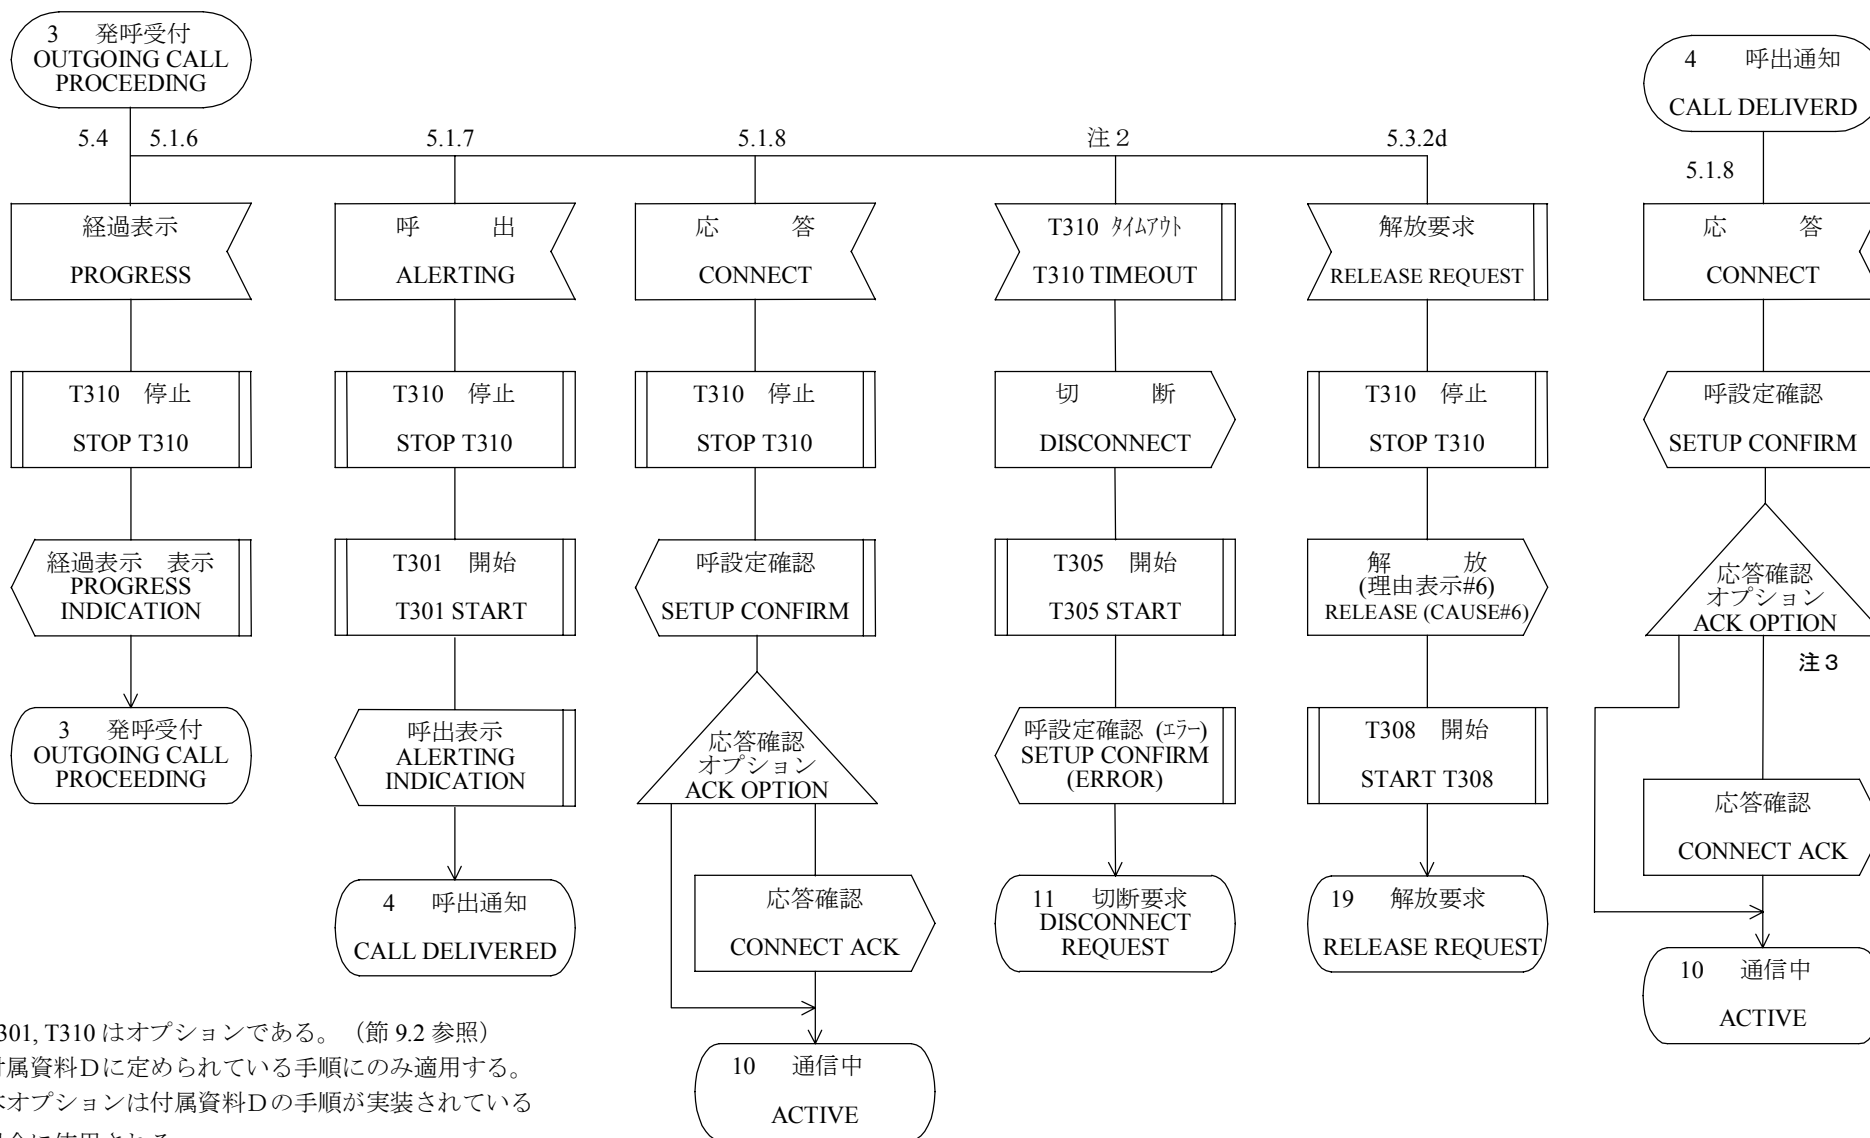 3 発呼受付
OUTGOING CALL
PROCEEDING
5.4 5.1.6
経過表示
PROGRESS
T310 停止
STOP T310
経過表示 表示
PROGRESS
INDICATION
3 発呼受付
OUTGOING CALL
PROCEEDING
5.1.7
呼 出
ALERTING
T310 停止
STOP T310
T301 開始
T301 START
呼出表示
ALERTING
INDICATION
4 呼出通知
CALL DELIVERED
5.1.8
応 答
CONNECT
T310 停止
STOP T310
呼設定確認
SETUP CONFIRM
応答確認
オプション
ACK OPTION
応答確認
CONNECT ACK
10 通信中
ACTIVE
注2
T310 タイムアウト
T310 TIMEOUT
切 断
DISCONNECT
T305 開始
T305 START
呼設定確認 (エラー)
SETUP CONFIRM
(ERROR)
11 切断要求
DISCONNECT
REQUEST
5.3.2d
解放要求
RELEASE REQUEST
T310 停止
STOP T310
解 放
(理由表示#6)
RELEASE (CAUSE#6)
T308 開始
START T308
19 解放要求
RELEASE REQUEST
4 呼出通知
CALL DELIVERD
5.1.8
応 答
CONNECT
呼設定確認
SETUP CONFIRM
応答確認
オプション
ACK OPTION
注3
応答確認
CONNECT ACK
10 通信中
ACTIVE
301, T310 はオプションである。 (節 9.2 参照)
属資料Dに定められている手順にのみ適用する。
オプションは付属資料Dの手順が実装されている